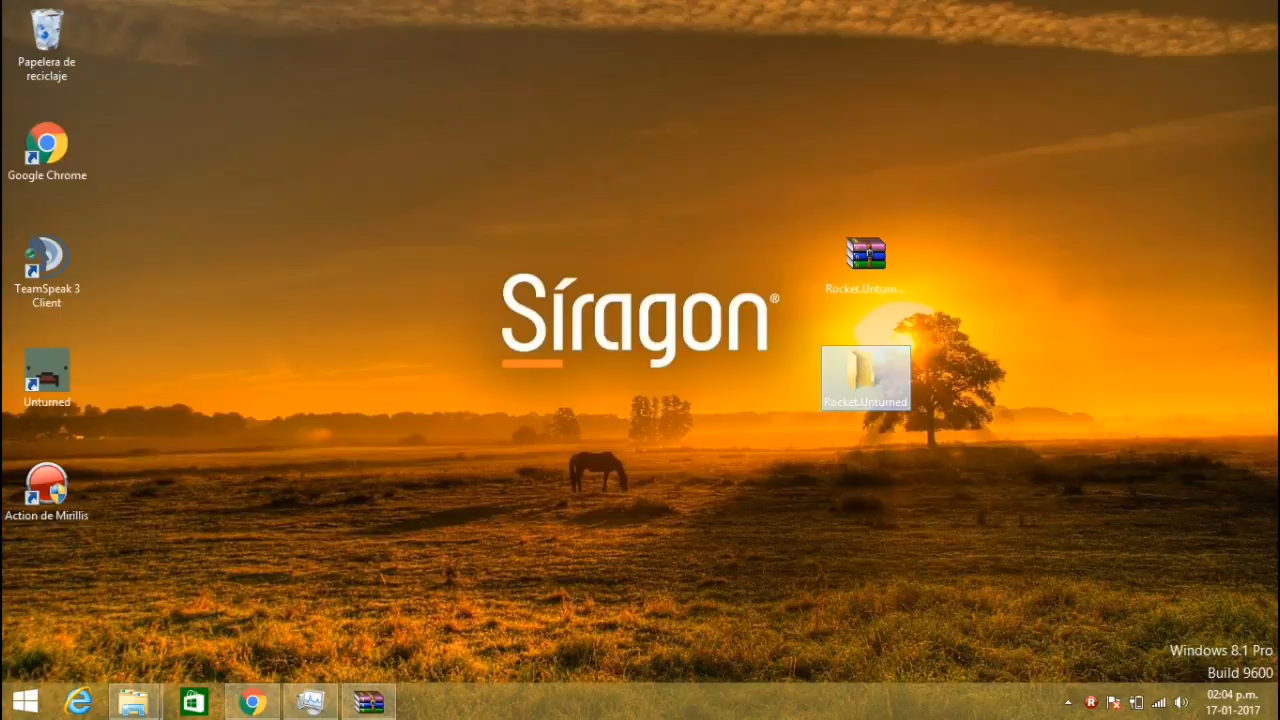 Papelera de
reciclaje
Google Chrome
TeamSpeak 3
Client
Unturned
Action de Mirillis
Síragon®
Rocket.Unturn...
Rocket.Unturned
Windows 8.1 Pro
Build 9600
02:04 p.m.
17-01-2017